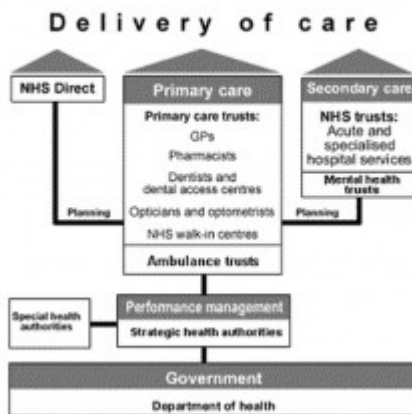 Delivery of care
NHS Direct
Primary care
Primary care trusts:
GPs
Pharmacists
Dentists and
dental access centres
Opticians and optometrists
NHS walk-in centres
Ambulance trusts
Secondary care
NHS trusts:
Acute and
specialised
hospital services
Mental health
trusts
Planning
Planning
Special health
authorities
Performance management
Strategic health authorities
Government
Department of health